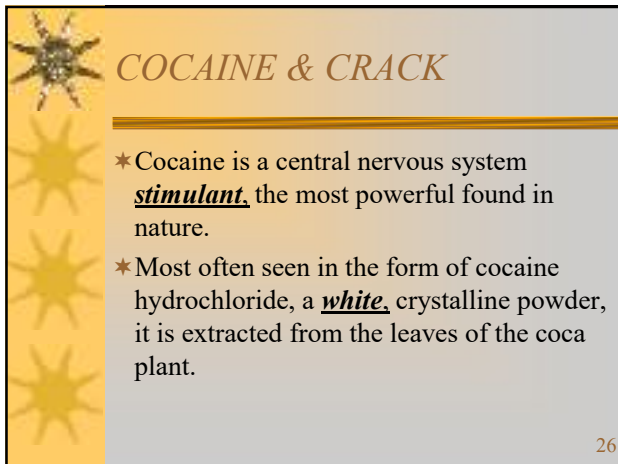 COCAINE & CRACK
Cocaine is a central nervous system
stimulant, the most powerful found in
nature.
Most often seen in the form of cocaine
hydrochloride, a white, crystalline powder,
it is extracted from the leaves of the coca
plant.
26